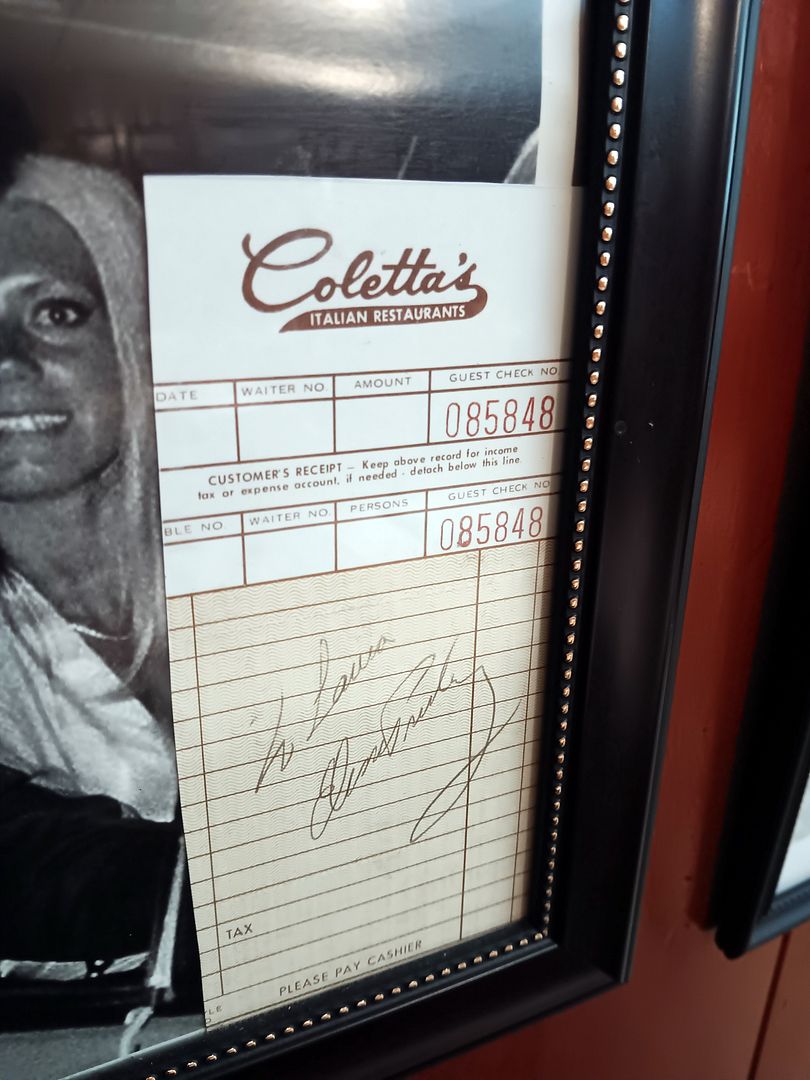 Coletta's
ITALIAN RESTAURANTS
DATE WAITER NO. AMOUNT GUEST CHECK NO
085848
CUSTOMER'S RECEIPT — Keep above record for income
tax or expense account, if needed - detach below this line.
BLE NO. WAITER NO. PERSONS GUEST CHECK NO
085848
To Laura
Elvis Presley
TAX
PLEASE PAY CASHIER